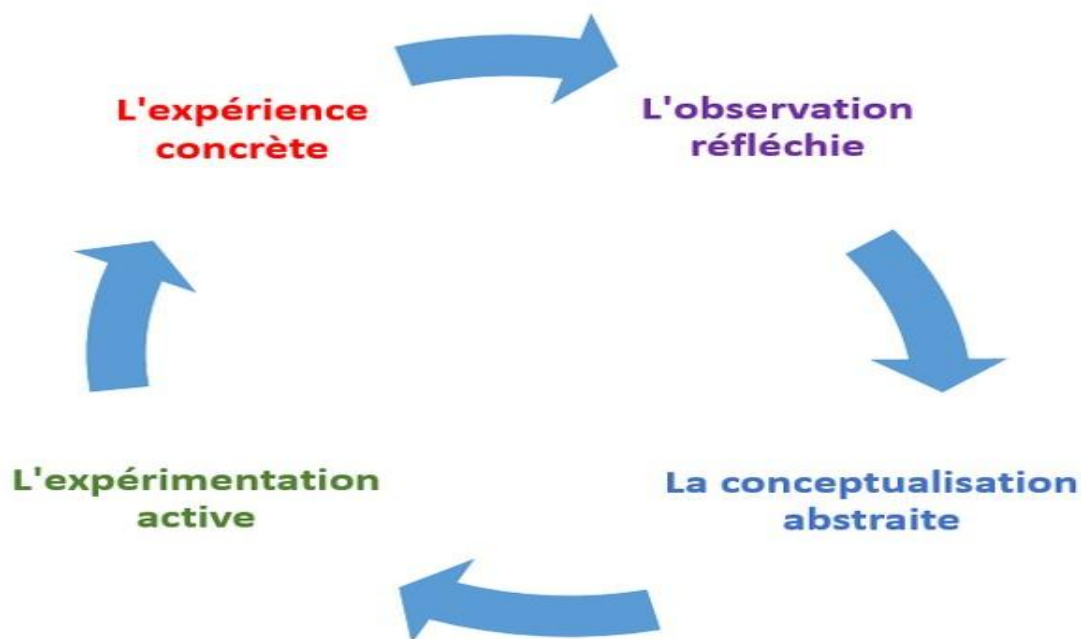 L'expérience
concrète
L'observation
réfléchie
L'expérimentation
active
La conceptualisation
abstraite